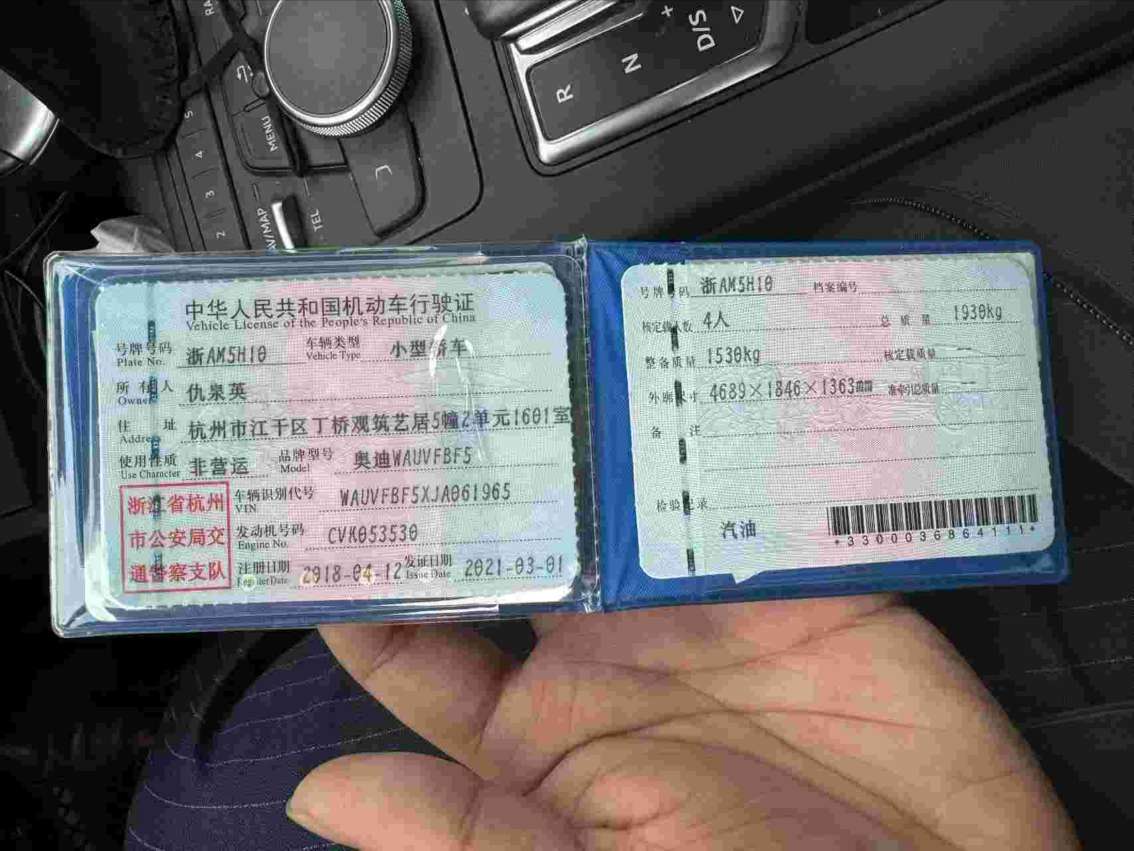 R
N
+
D/S
MENU
5
4
3
2
NAV/MAP
TEL
中华人民共和国机动车行驶证
Vehicle License of the People's Republic of China
号牌号码 浙AM5H10 车辆类型 小型轿车
Plate No. Vehicle Type
所有人 仇泉英
Owner
住址 杭州市江干区丁桥观筑艺居5幢2单元1601室
Address
使用性质 非营运 品牌型号 奥迪WAUVFBF5
Use Character Model
浙江省杭州
市公安局交
通警察支队
车辆识别代号 WAUVFBF5XJA061965
VIN
发动机号码 CVK053530
Engine No.
注册日期 2018-04-12 发证日期 2021-03-01
Register Date Issue Date
号牌号码 浙AM5H10 档案编号
核定载人数 4人 总质量 1930kg
整备质量 1530kg 核定载质量 --
外廓尺寸 4689×1846×1363mm 准牵引总质量 --
备注
检验记录
汽油
*3300036864111*